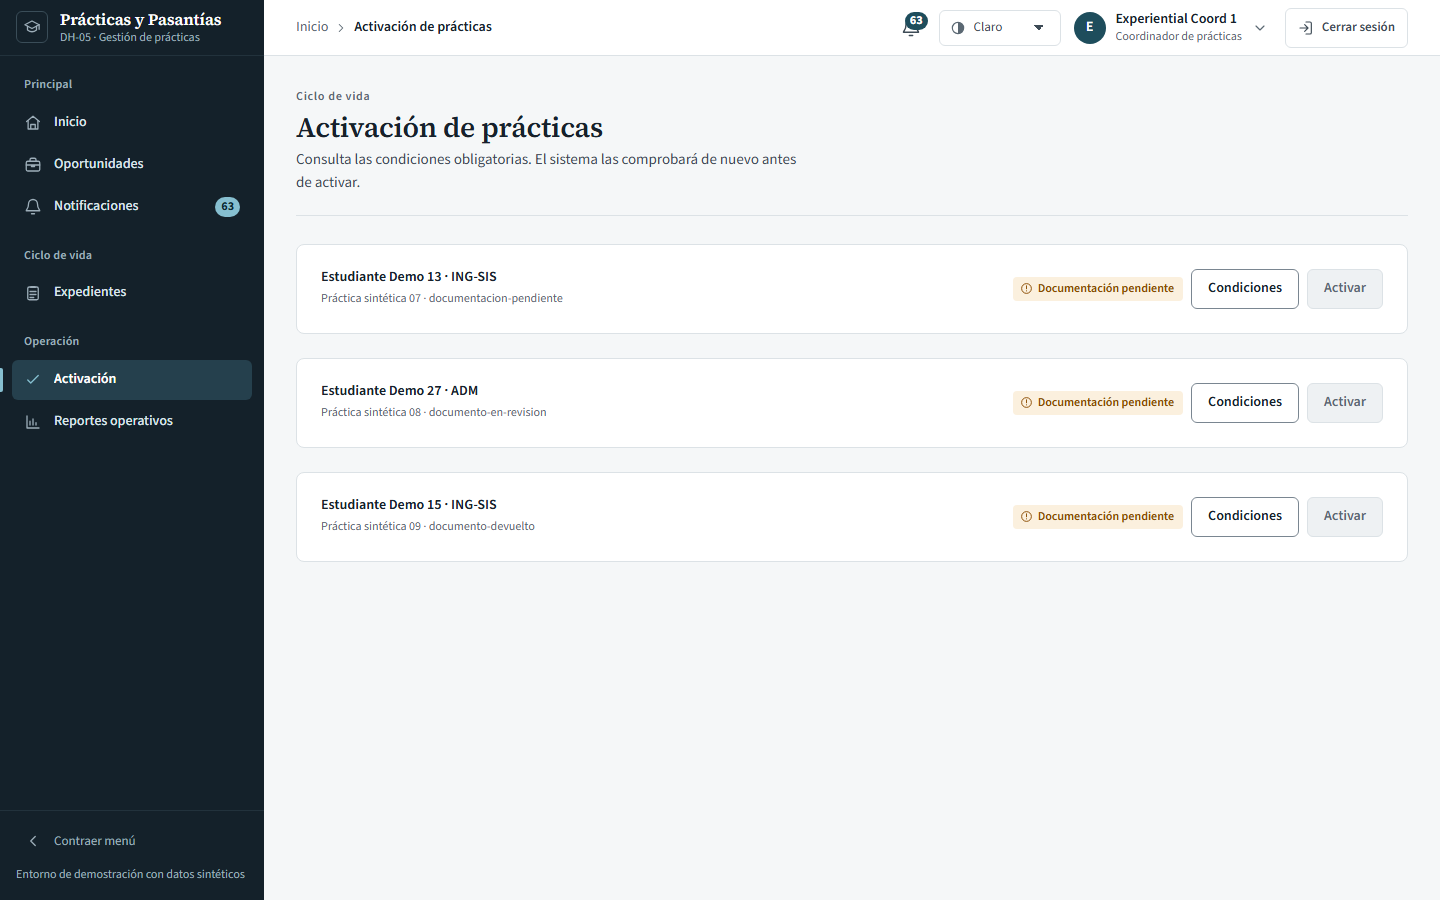 Prácticas y Pasantías
DH-05 · Gestión de prácticas
Principal
Inicio
Oportunidades
Notificaciones
63
Ciclo de vida
Expedientes
Operación
Activación
Reportes operativos
Contraer menú
Entorno de demostración con datos sintéticos
Inicio > Activación de prácticas
63
Claro
E
Experiential Coord 1
Coordinador de prácticas
Cerrar sesión
Ciclo de vida
Activación de prácticas
Consulta las condiciones obligatorias. El sistema las comprobará de nuevo antes
de activar.
Estudiante Demo 13 · ING-SIS
Práctica sintética 07 · documentacion-pendiente
Documentación pendiente
Condiciones
Activar
Estudiante Demo 27 · ADM
Práctica sintética 08 · documento-en-revision
Documentación pendiente
Condiciones
Activar
Estudiante Demo 15 · ING-SIS
Práctica sintética 09 · documento-devuelto
Documentación pendiente
Condiciones
Activar